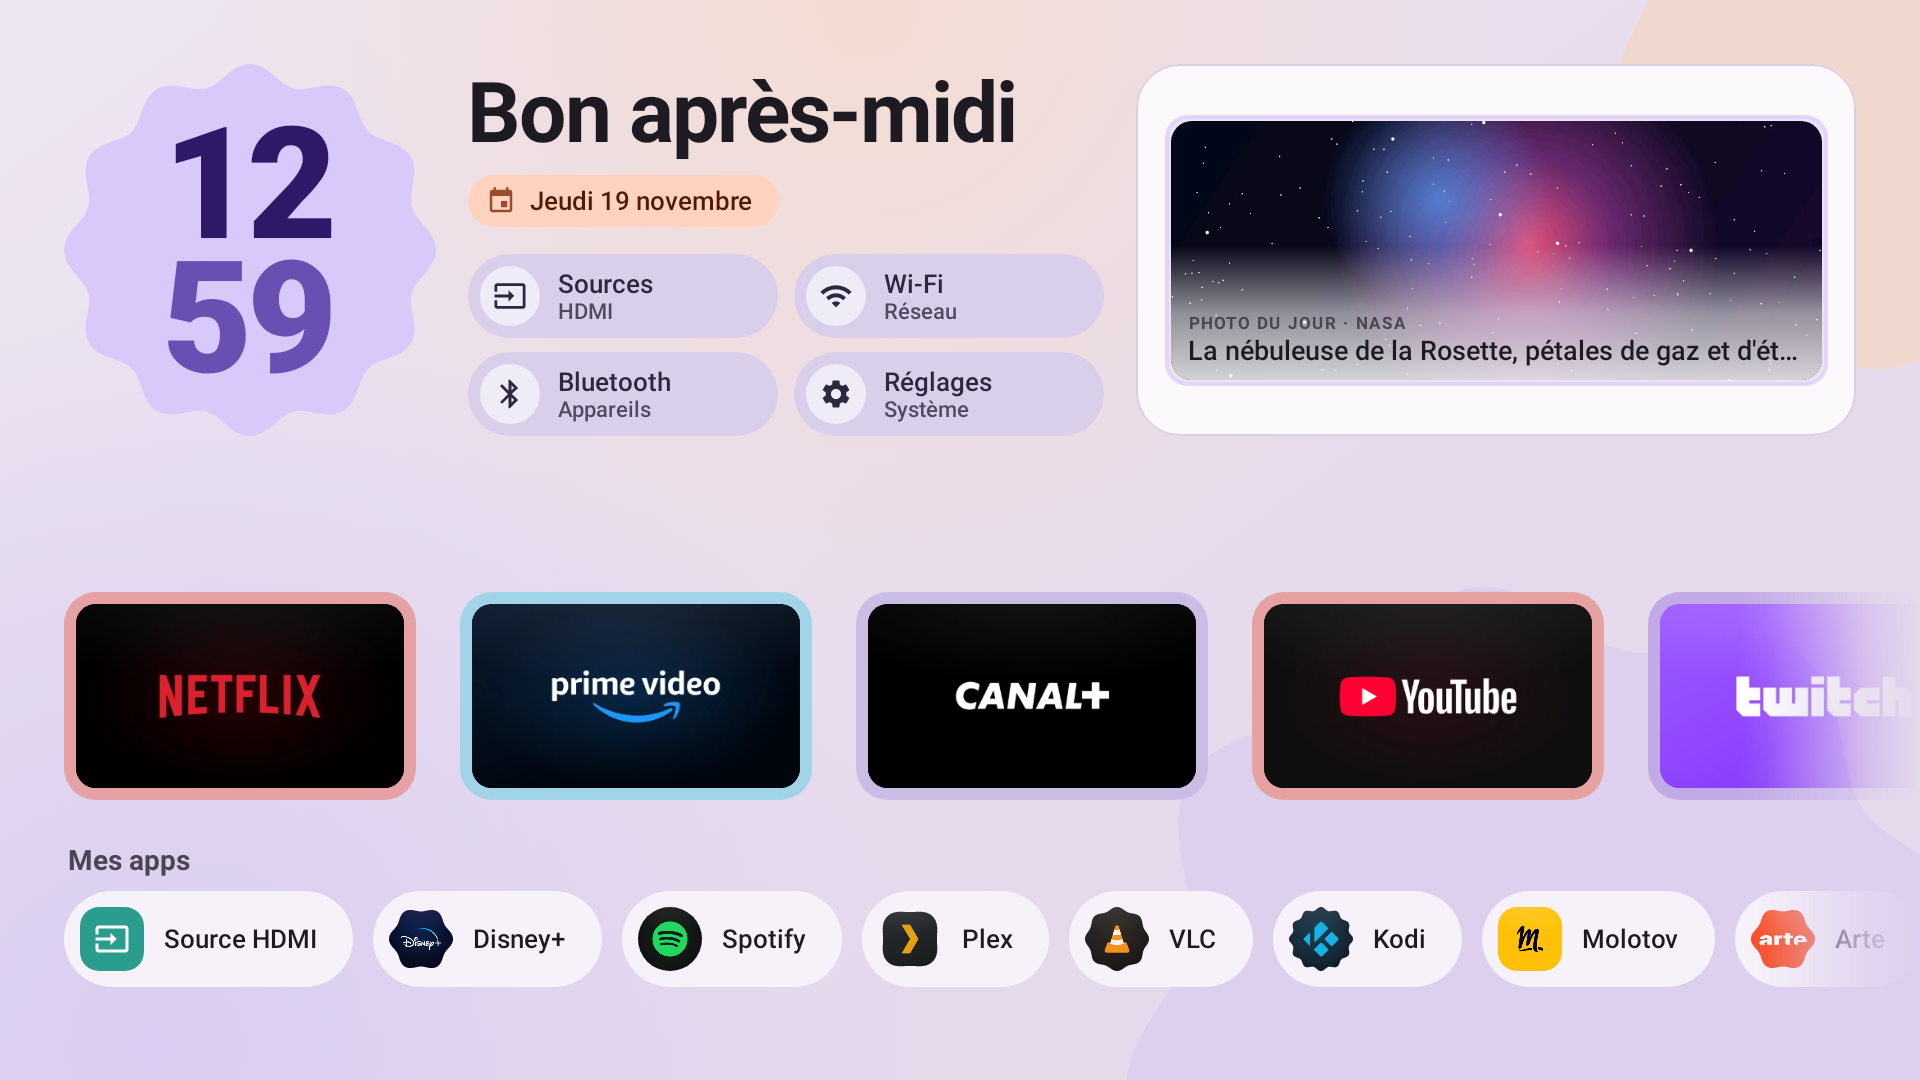 12
59
Bon après-midi
Jeudi 19 novembre
Sources
HDMI
Wi-Fi
Réseau
Bluetooth
Appareils
Réglages
Système
PHOTO DU JOUR · NASA
La nébuleuse de la Rosette, pétales de gaz et d'ét...
NETFLIX
prime video
CANAL+
YouTube
twitch
Mes apps
Source HDMI
Disney+
Disney+
Spotify
Plex
VLC
Kodi
M.
Molotov
arte
Arte